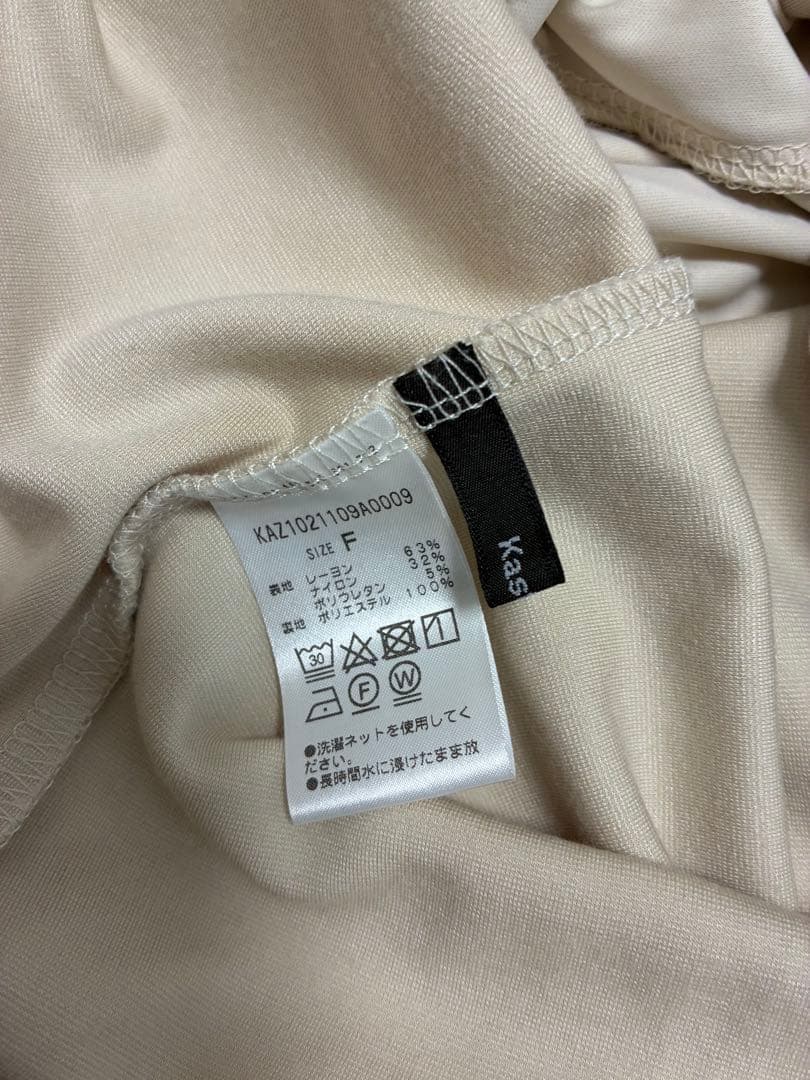 KAZ1021109A0009
SIZE F
表地 レーヨン 63%
ナイロン 32%
ポリウレタン 5%
裏地 ポリエステル 100%
30
F W
●洗濯ネットを使用してく
ださい。
●長時間水に浸けたまま放
Kas